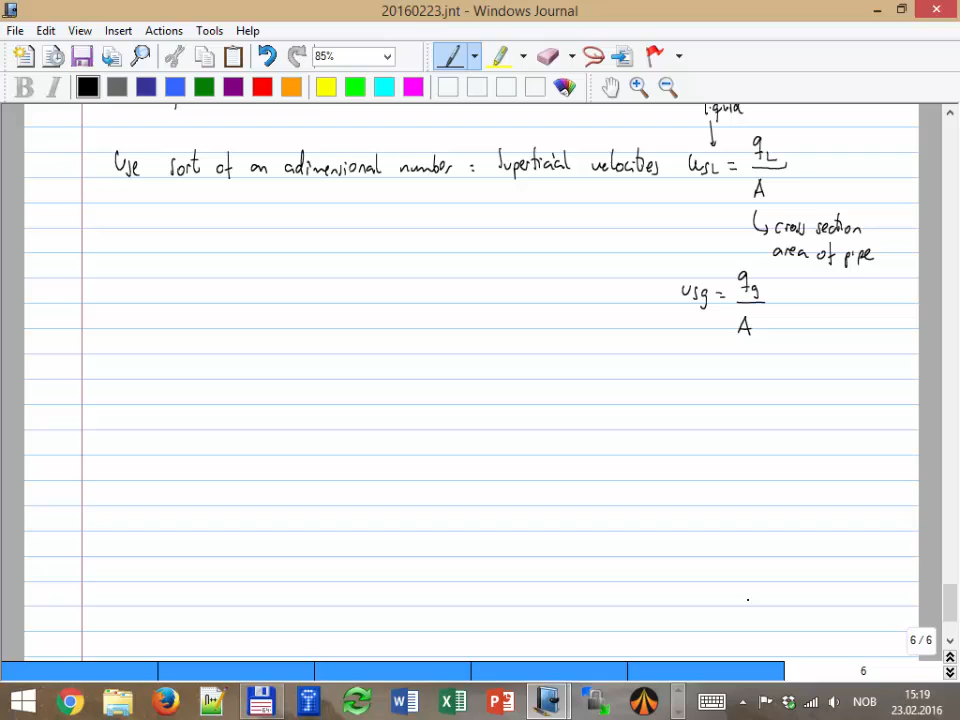 20160223.jnt - Windows Journal
File Edit View Insert Actions Tools Help
85%
B I
liquid
Use sort of an adimensional number : Superficial velocities usL = qL / A
cross section
area of pipe
usg = qg / A
6 / 6
6
15:19
NOB
23.02.2016